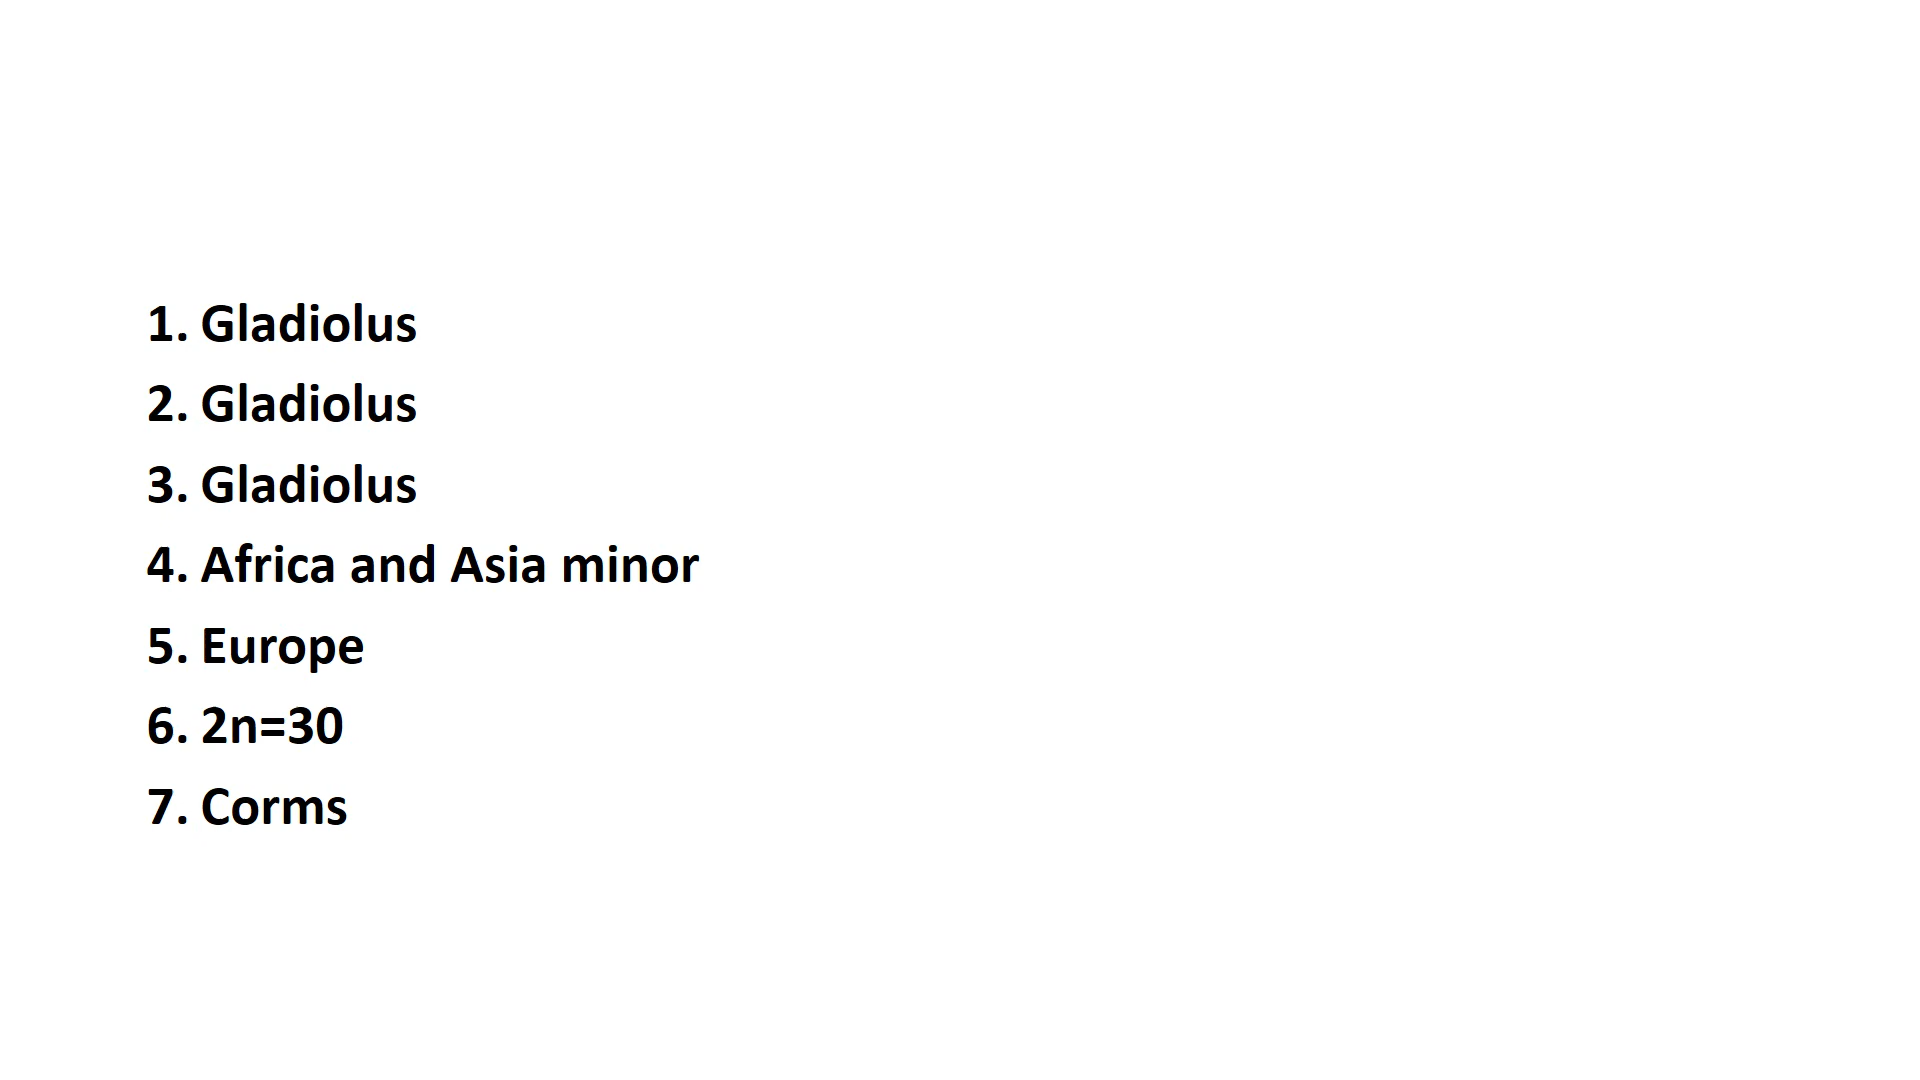 1. Gladiolus
2. Gladiolus
3. Gladiolus
4. Africa and Asia minor
5. Europe
6. 2n=30
7. Corms